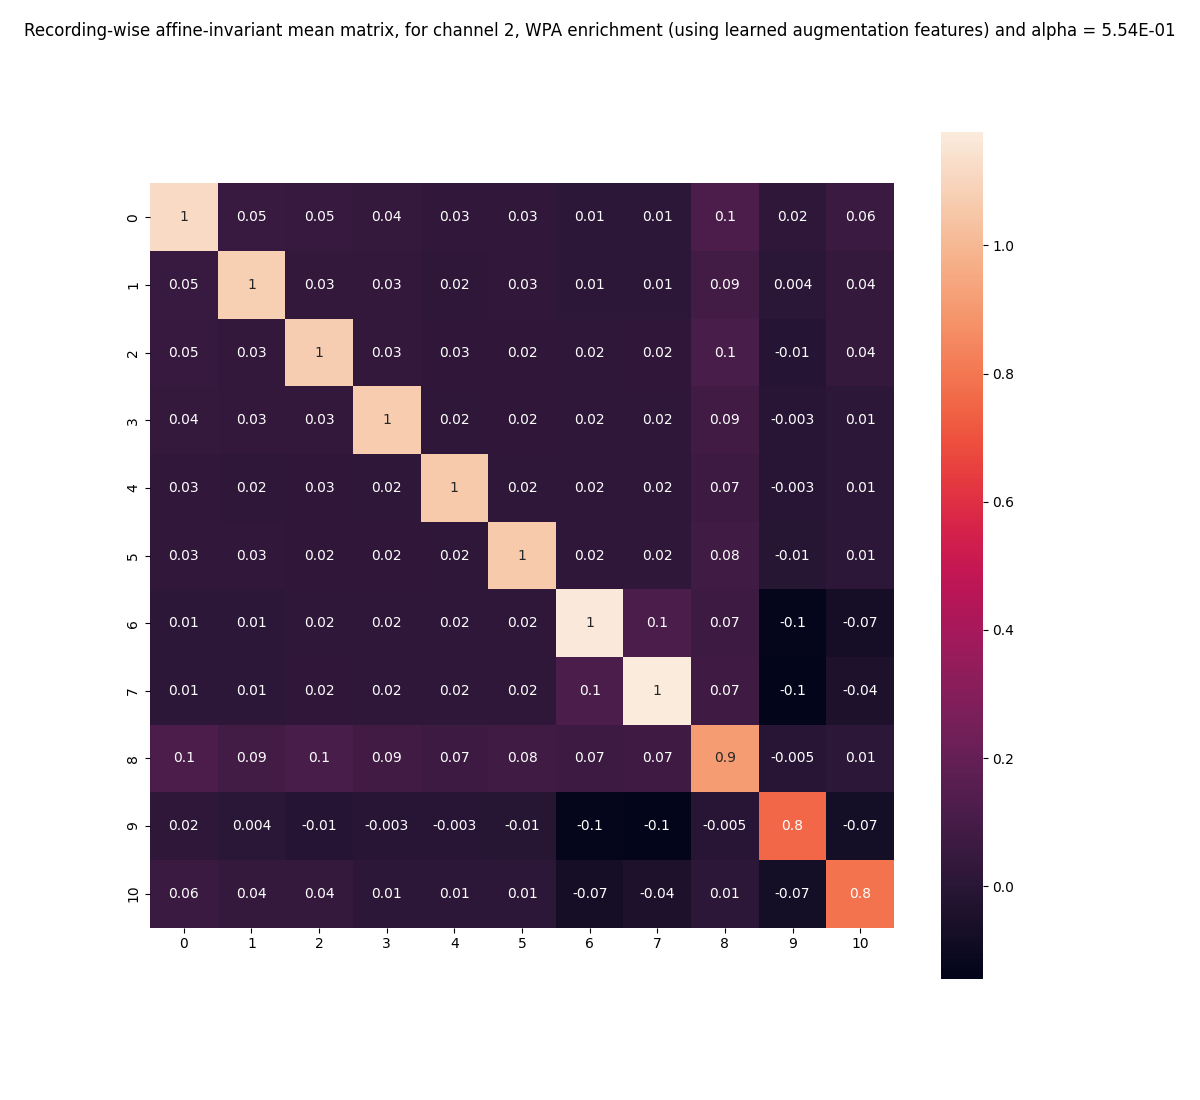 Recording-wise affine-invariant mean matrix, for channel 2, WPA enrichment (using learned augmentation features) and alpha = 5.54E-01
0 1 0.05 0.05 0.04 0.03 0.03 0.01 0.01 0.1 0.02 0.06
1 0.05 1 0.03 0.03 0.02 0.03 0.01 0.01 0.09 0.004 0.04
2 0.05 0.03 1 0.03 0.03 0.02 0.02 0.02 0.1 -0.01 0.04
3 0.04 0.03 0.03 1 0.02 0.02 0.02 0.02 0.09 -0.003 0.01
4 0.03 0.02 0.03 0.02 1 0.02 0.02 0.02 0.07 -0.003 0.01
5 0.03 0.03 0.02 0.02 0.02 1 0.02 0.02 0.08 -0.01 0.01
6 0.01 0.01 0.02 0.02 0.02 0.02 1 0.1 0.07 -0.1 -0.07
7 0.01 0.01 0.02 0.02 0.02 0.02 0.1 1 0.07 -0.1 -0.04
8 0.1 0.09 0.1 0.09 0.07 0.08 0.07 0.07 0.9 -0.005 0.01
9 0.02 0.004 -0.01 -0.003 -0.003 -0.01 -0.1 -0.1 -0.005 0.8 -0.07
10 0.06 0.04 0.04 0.01 0.01 0.01 -0.07 -0.04 0.01 -0.07 0.8
0 1 2 3 4 5 6 7 8 9 10
1.0
0.8
0.6
0.4
0.2
0.0